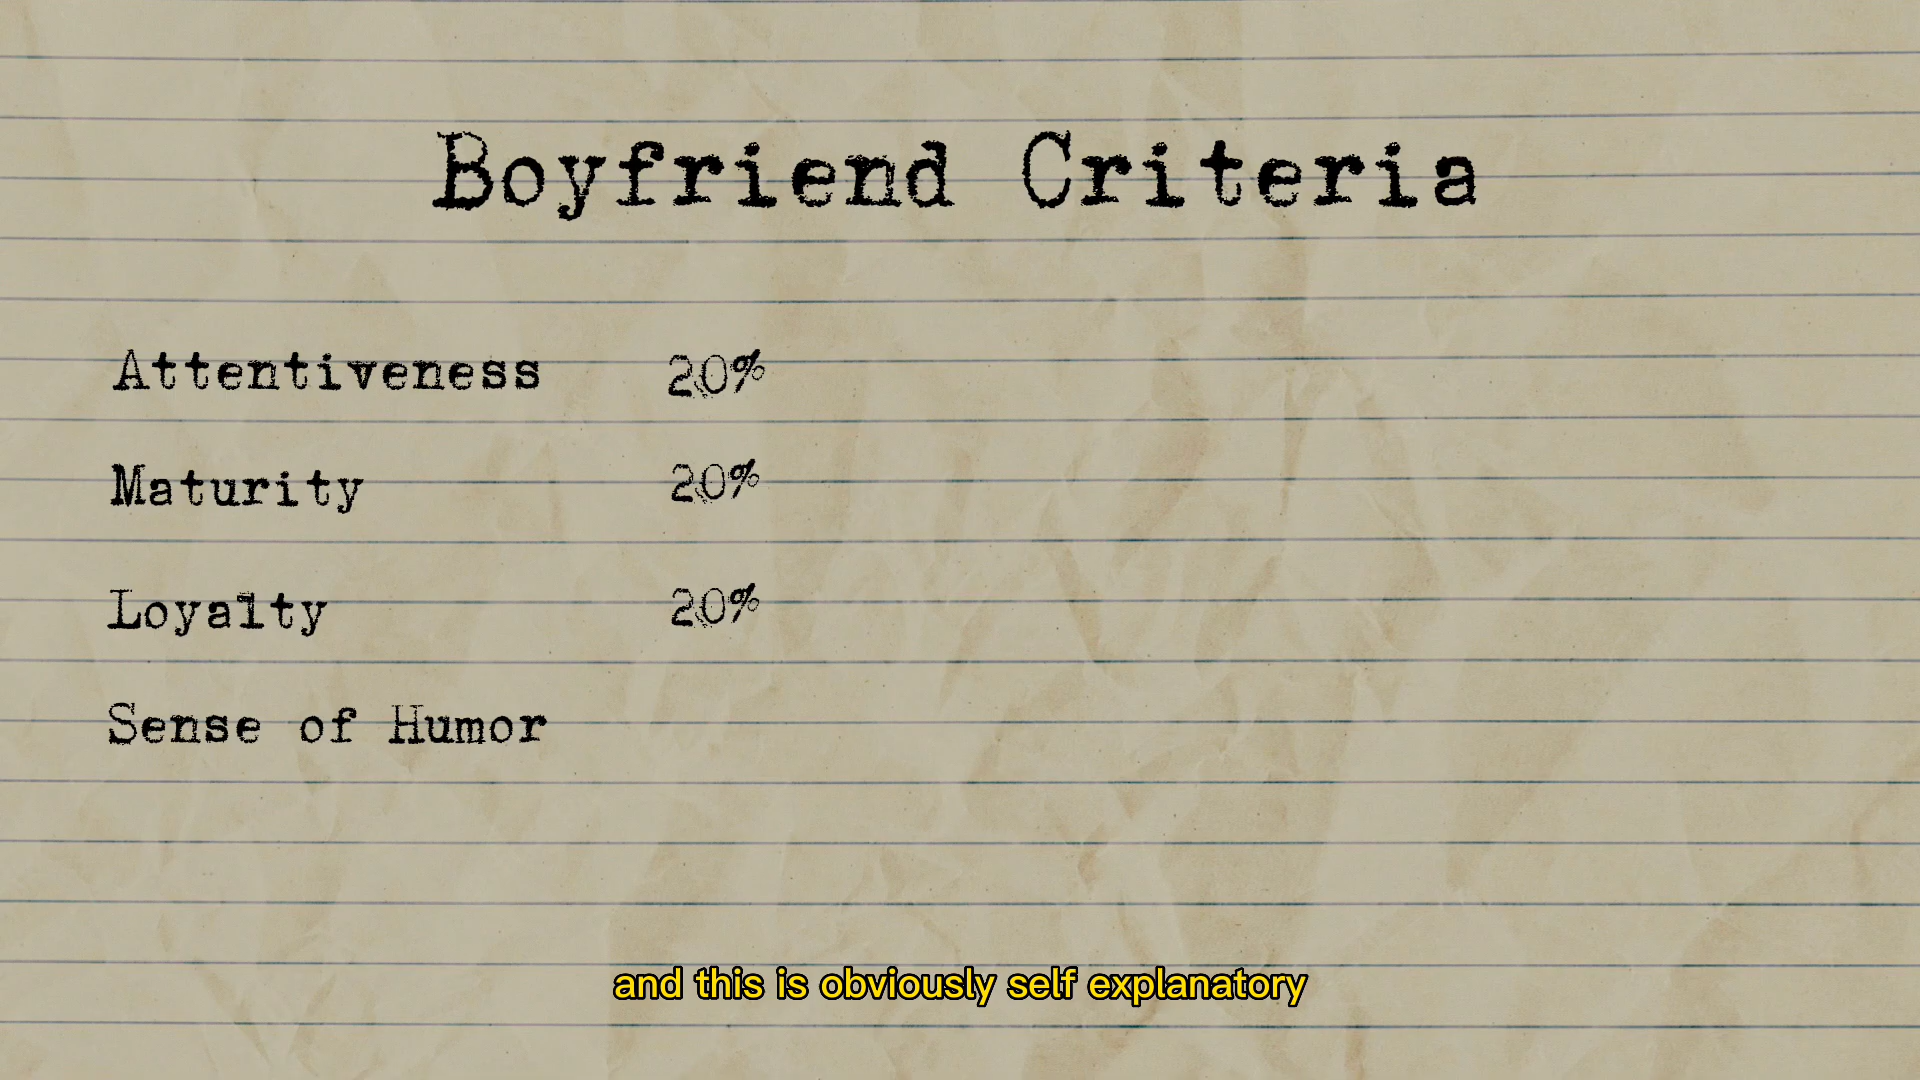 Boyfriend Criteria
Attentiveness 20%
Maturity 20%
Loyalty 20%
Sense of Humor
and this is obviously self explanatory